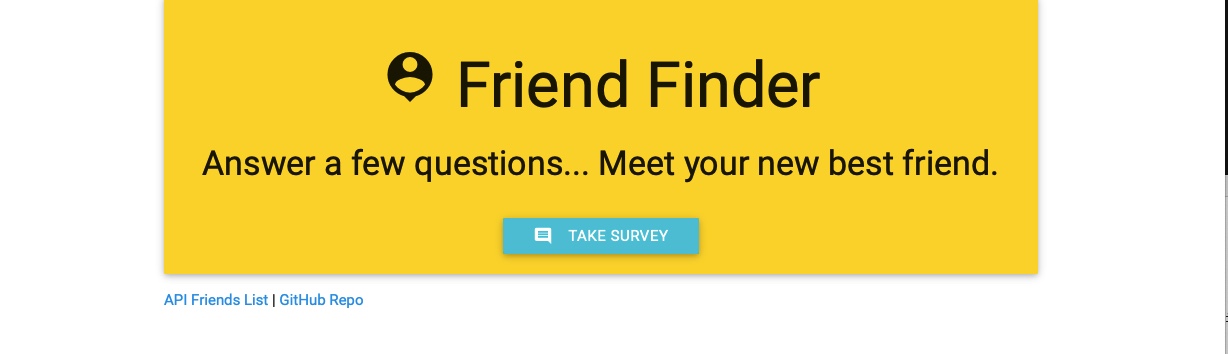 Friend Finder
Answer a few questions... Meet your new best friend.
TAKE SURVEY
API Friends List | GitHub Repo